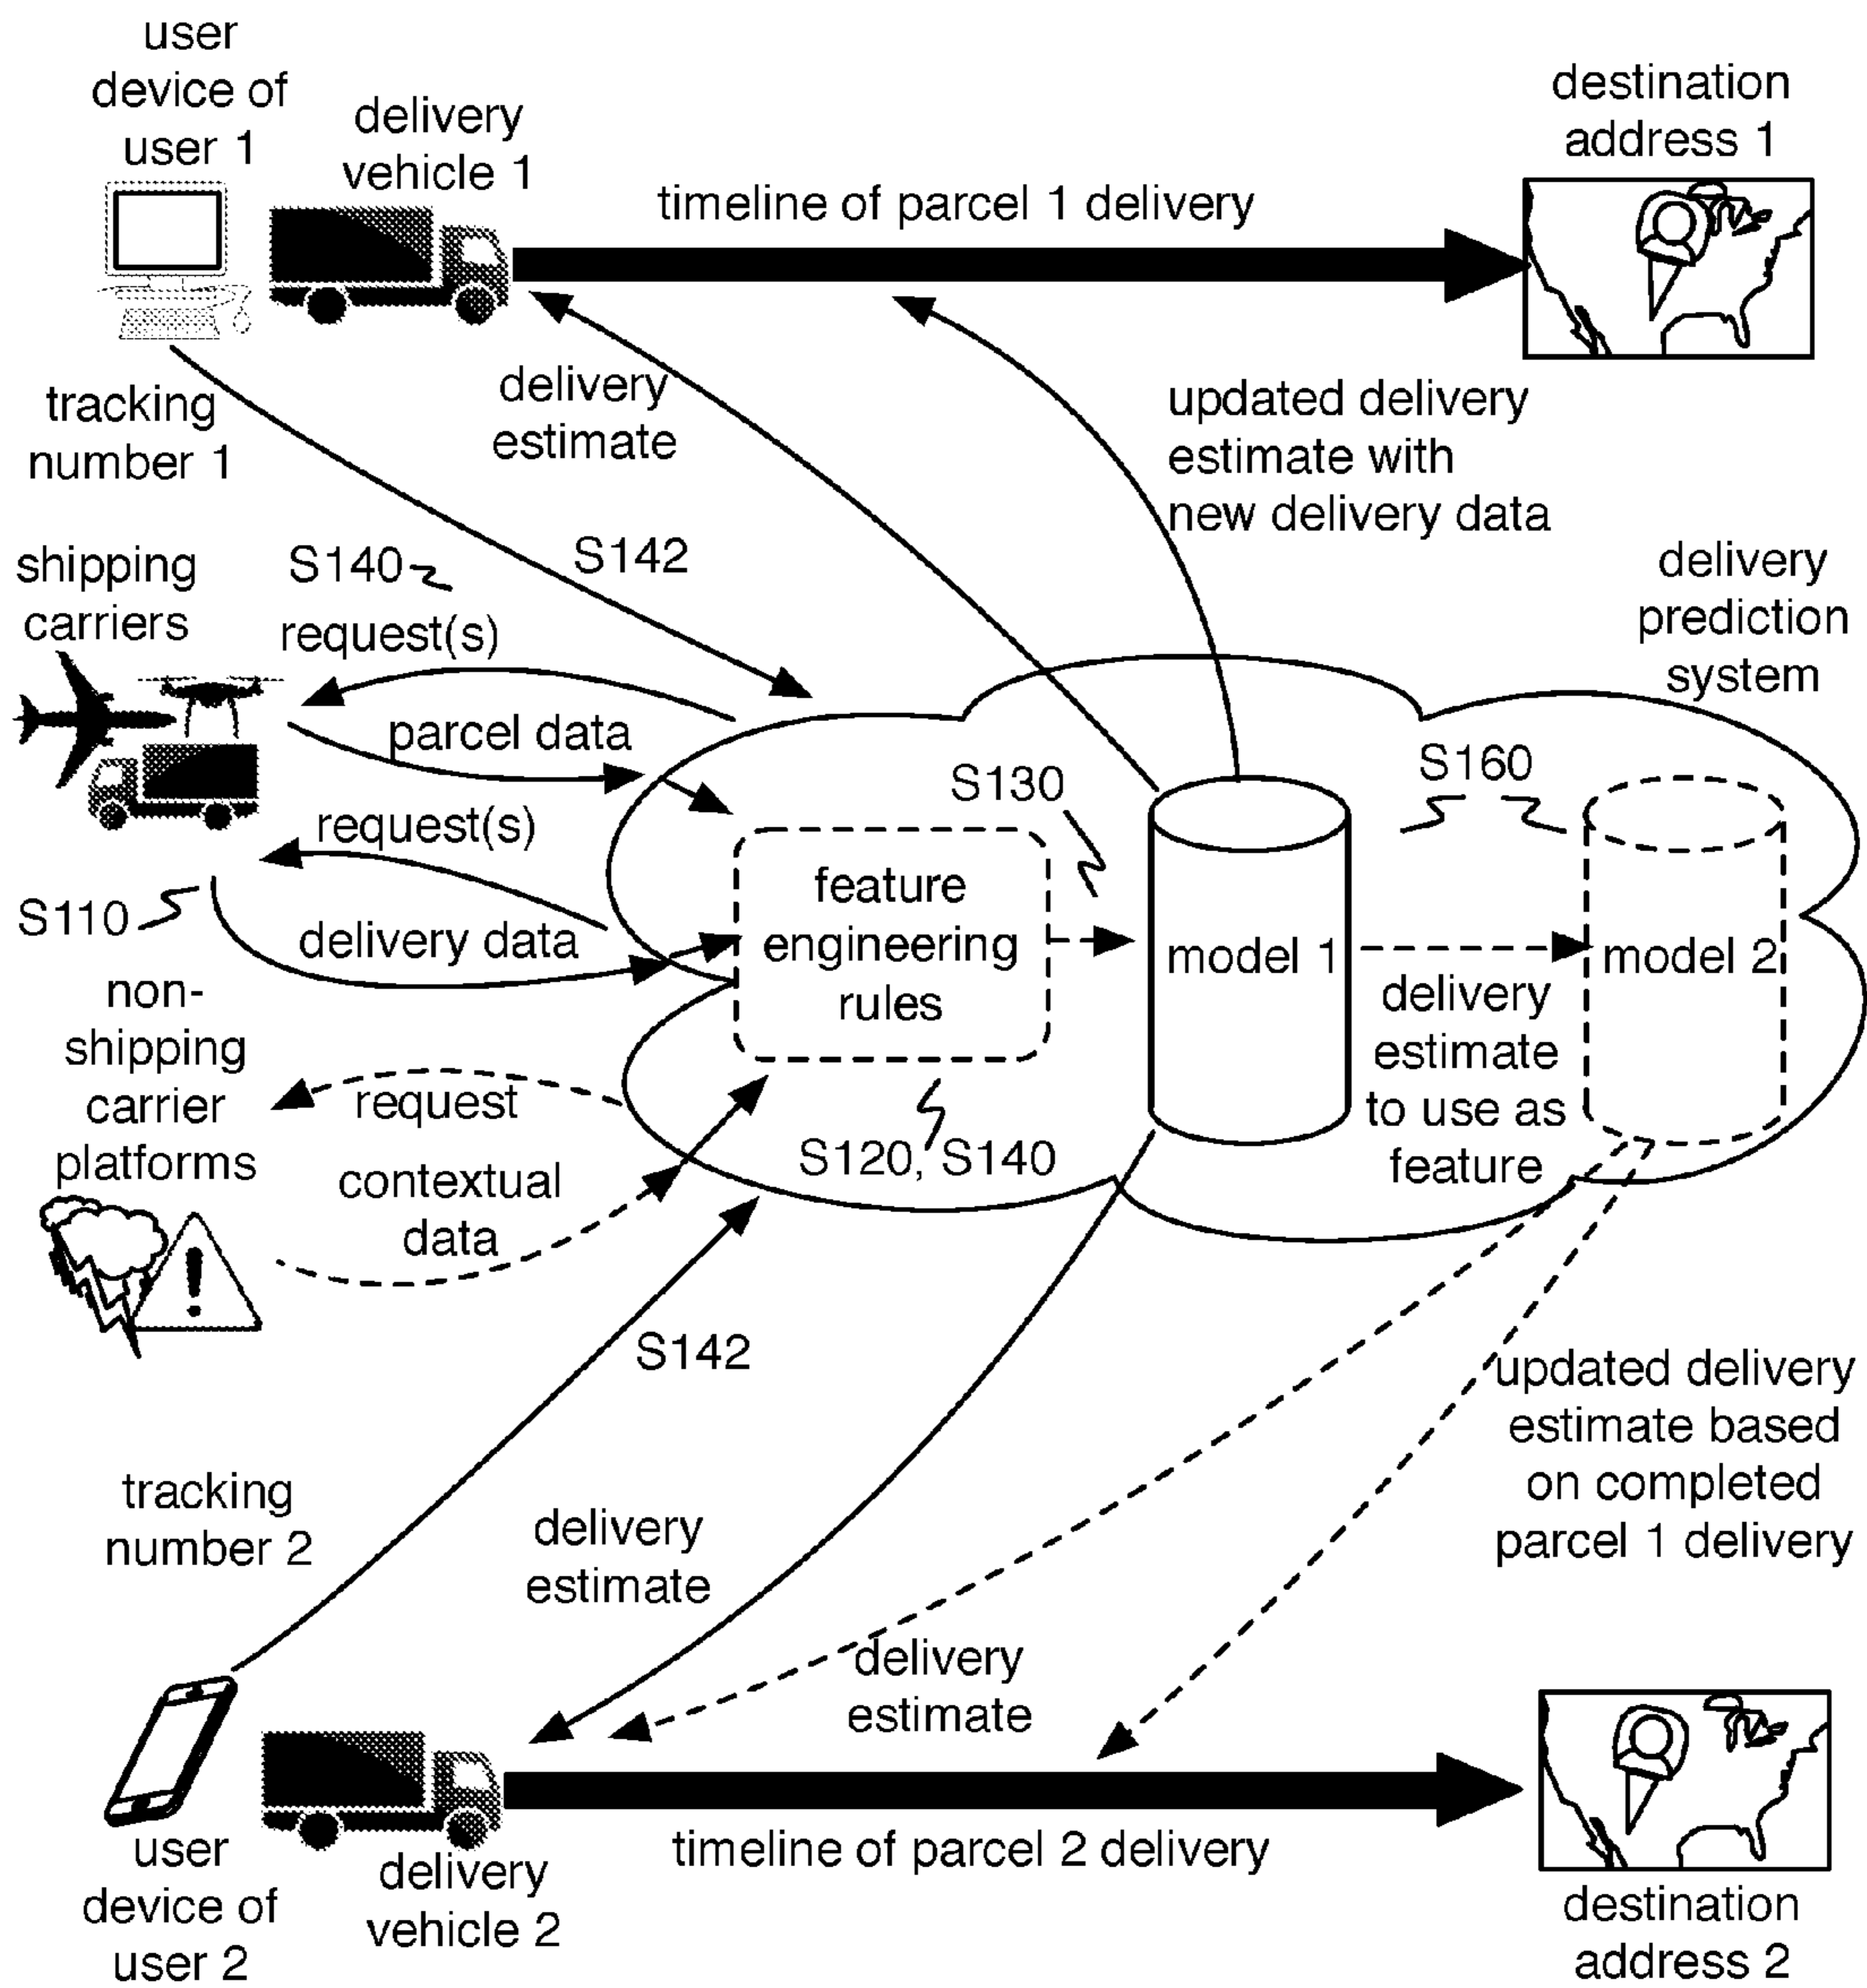 user
device of
user 1
delivery
vehicle 1
timeline of parcel 1 delivery
destination
address 1
tracking
number 1
delivery
estimate
updated delivery
estimate with
new delivery data
S142
shipping
carriers
S140
request(s)
delivery
prediction
system
parcel data
request(s)
S110
delivery data
S130
S160
feature
engineering
rules
model 1
model 2
delivery
estimate
to use as
feature
S120, S140
non-
shipping
carrier
platforms
request
contextual
data
!
S142
tracking
number 2
delivery
estimate
delivery
estimate
updated delivery
estimate based
on completed
parcel 1 delivery
user
device of
user 2
delivery
vehicle 2
timeline of parcel 2 delivery
destination
address 2